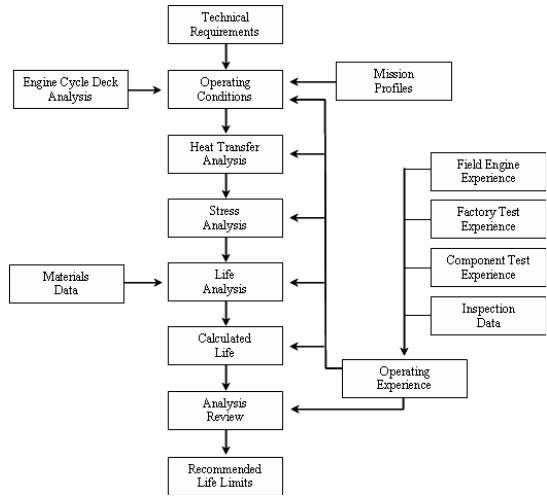 Technical
Requirements
Engine Cycle Deck
Analysis
Operating
Conditions
Mission
Profiles
Heat Transfer
Analysis
Field Engine
Experience
Stress
Analysis
Factory Test
Experience
Materials
Data
Life
Analysis
Component Test
Experience
Inspection
Data
Calculated
Life
Operating
Experience
Analysis
Review
Recommended
Life Limits